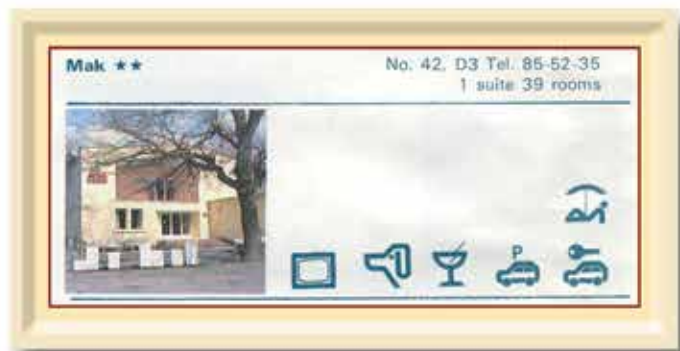 Mak ★★
No. 42, D3 Tel. 85-52-35
1 suite 39 rooms
P